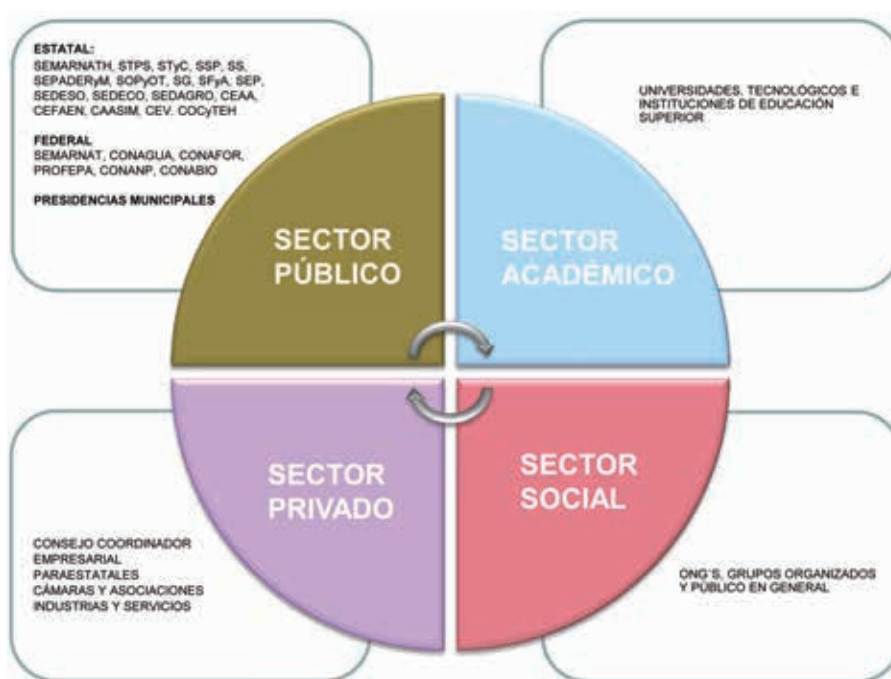 ESTATAL:
SEMARNATH, STPS, STyC, SSP, SS,
SEPADERyM, SOPyOT, SG, SFyA, SEP,
SEDESO, SEDECO, SEDAGRO, CEAA,
CEFAEN, CAASIM, CEV. COCyTEH
FEDERAL
SEMARNAT, CONAGUA, CONAFOR,
PROFEPA, CONANP, CONABIO
PRESIDENCIAS MUNICIPALES
UNIVERSIDADES, TECNOLÓGICOS E
INSTITUCIONES DE EDUCACIÓN
SUPERIOR
SECTOR
PÚBLICO
SECTOR
ACADÉMICO
SECTOR
PRIVADO
SECTOR
SOCIAL
CONSEJO COORDINADOR
EMPRESARIAL
PARAESTATALES
CÁMARAS Y ASOCIACIONES
INDUSTRIAS Y SERVICIOS
ONG´S, GRUPOS ORGANIZADOS
Y PÚBLICO EN GENERAL